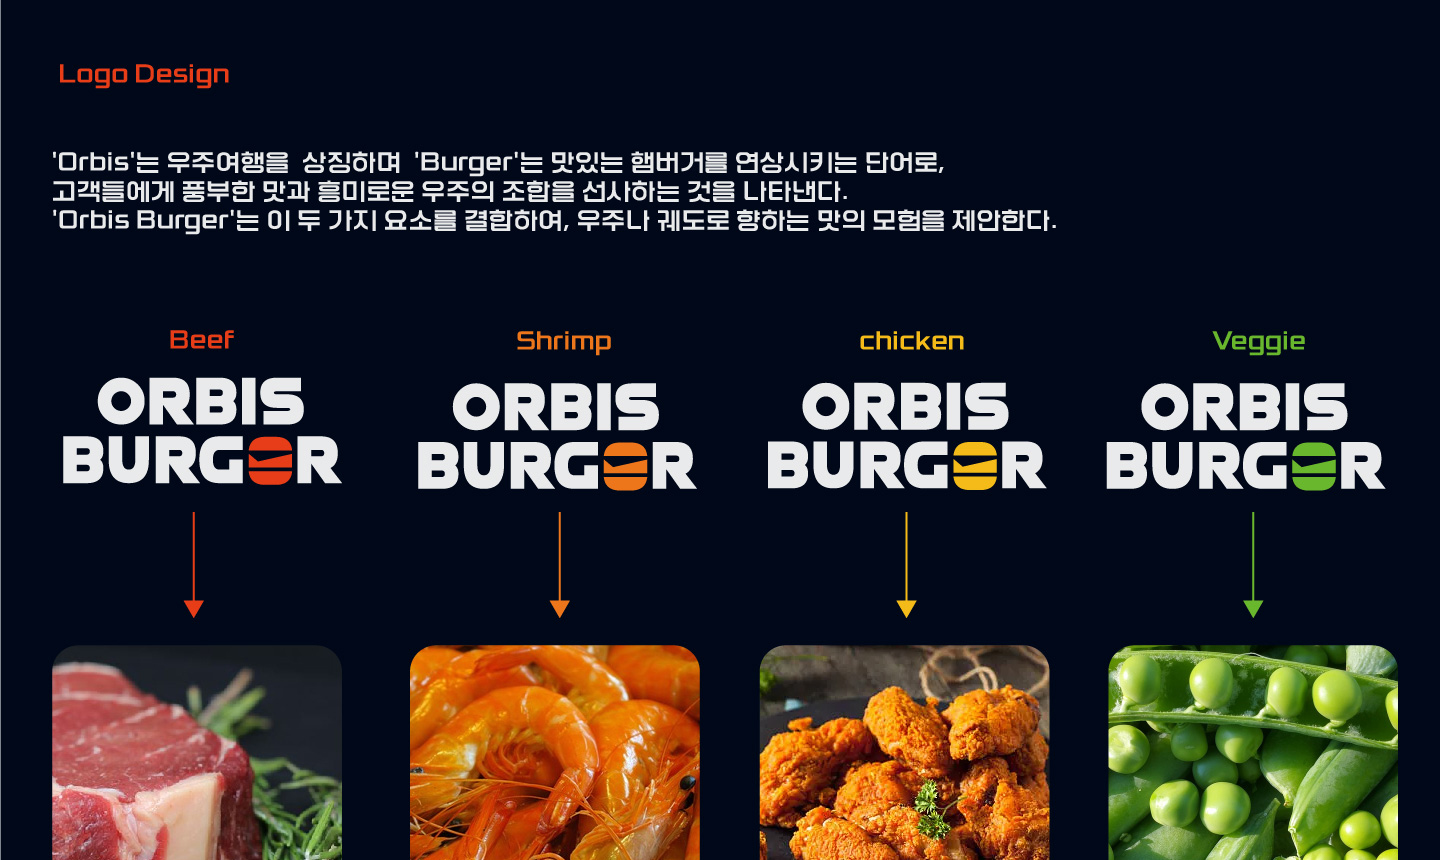 Logo Design
'Orbis'는 우주여행을 상징하며 'Burger'는 맛있는 햄버거를 연상시키는 단어로,
고객들에게 풍부한 맛과 흥미로운 우주의 조합을 선사하는 것을 나타낸다.
'Orbis Burger'는 이 두 가지 요소를 결합하여, 우주나 궤도로 향하는 맛의 모험을 제안한다.
Beef
Shrimp
chicken
Veggie
ORBIS
BURGER
ORBIS
BURGER
ORBIS
BURGER
ORBIS
BURGER